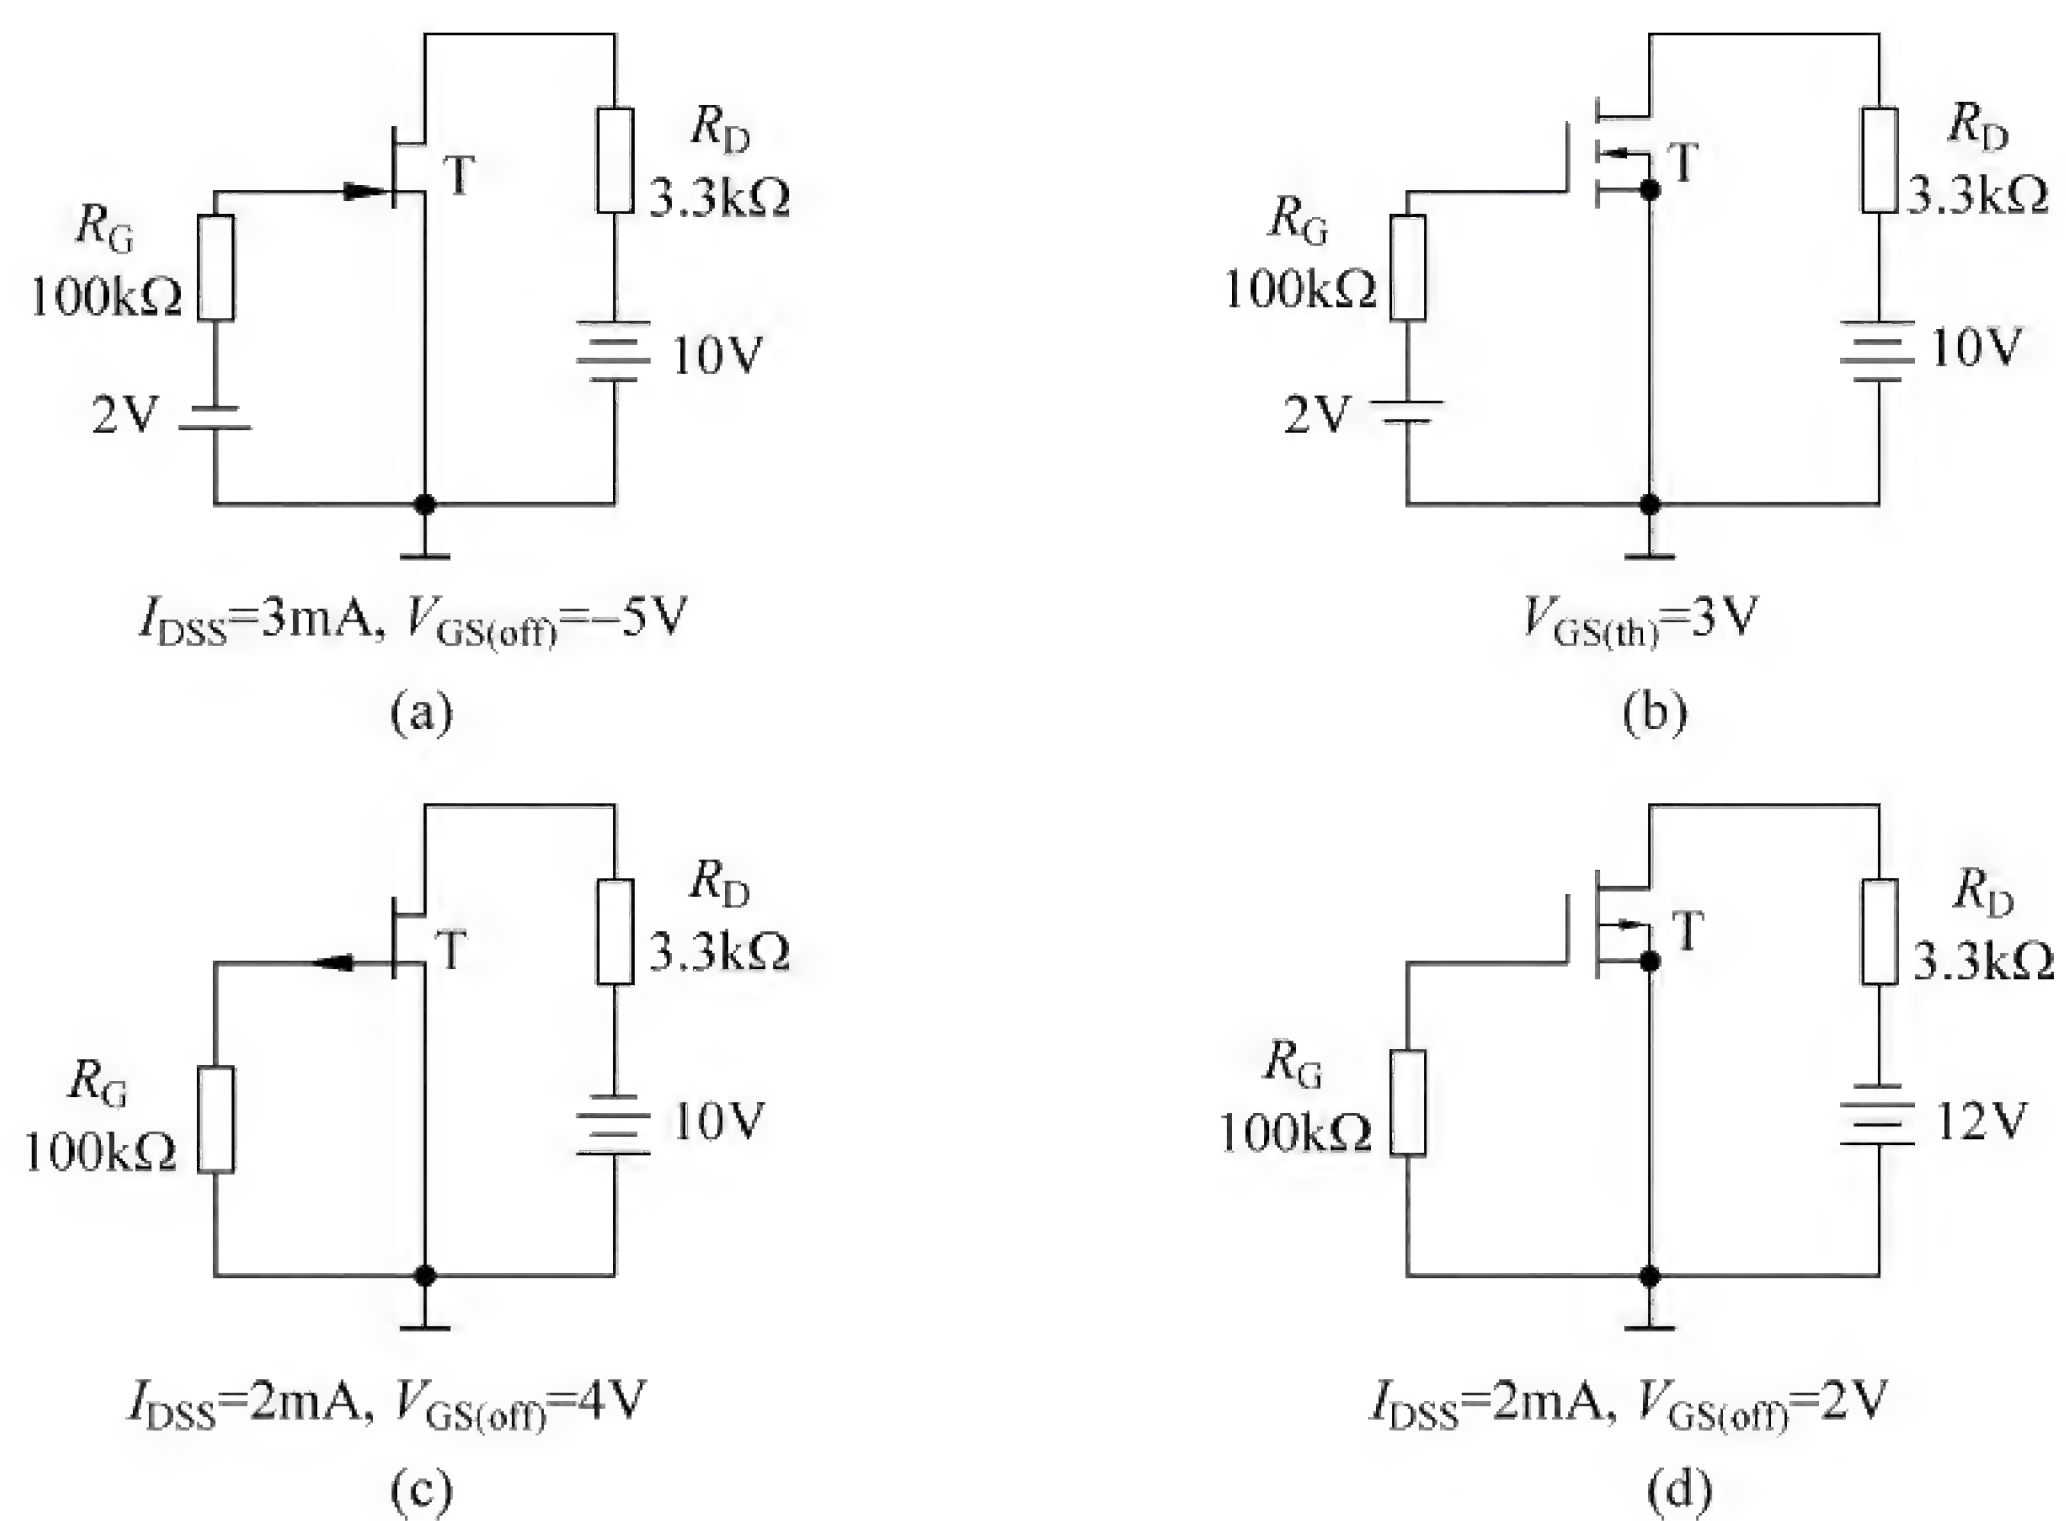 R_D
T
3.3kΩ
R_G
100kΩ
10V
2V
I_DSS=3mA, V_GS(off)=–5V
(a)
R_D
T
3.3kΩ
R_G
100kΩ
10V
2V
V_GS(th)=3V
(b)
R_D
T
3.3kΩ
R_G
100kΩ
10V
I_DSS=2mA, V_GS(off)=4V
(c)
R_D
T
3.3kΩ
R_G
100kΩ
12V
I_DSS=2mA, V_GS(off)=2V
(d)